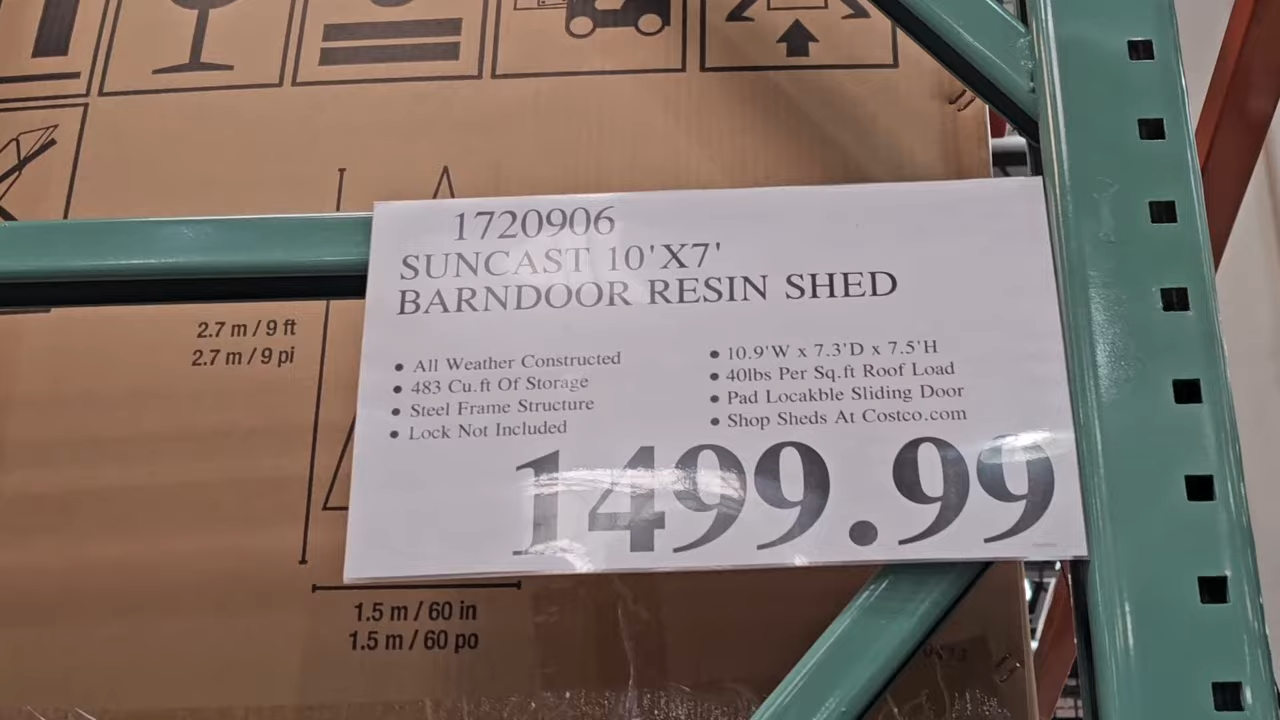 1720906
SUNCAST 10'X7'
BARNDOOR RESIN SHED
• All Weather Constructed
• 483 Cu.ft Of Storage
• Steel Frame Structure
• Lock Not Included
• 10.9'W x 7.3'D x 7.5'H
• 40lbs Per Sq.ft Roof Load
• Pad Locakble Sliding Door
• Shop Sheds At Costco.com
1499.99
2.7 m / 9 ft
2.7 m / 9 pi
1.5 m / 60 in
1.5 m / 60 po